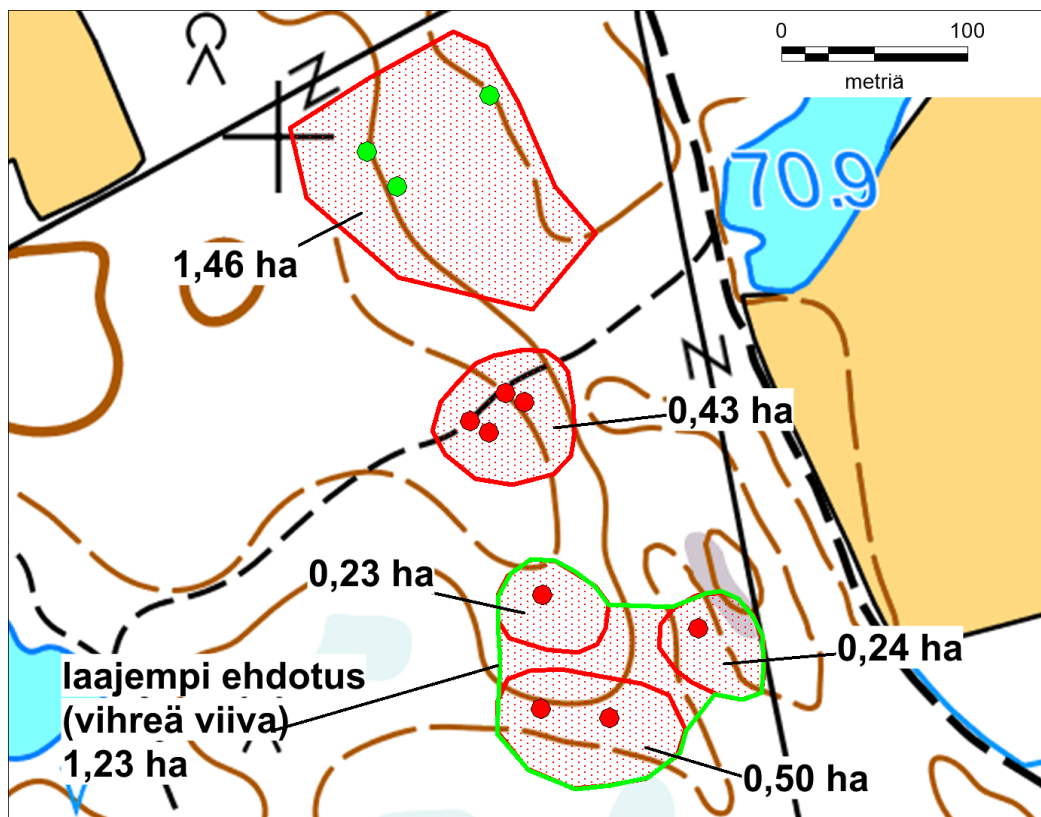 0 100
metriä
70.9
1,46 ha
0,43 ha
0,23 ha
0,24 ha
laajempi ehdotus
(vihreä viiva)
1,23 ha
0,50 ha